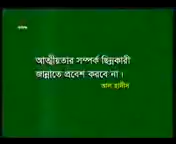 আত্মীয়তার সম্পর্ক ছিন্নকারী
জান্নাতে প্রবেশ করবে না।
আল হাদীস